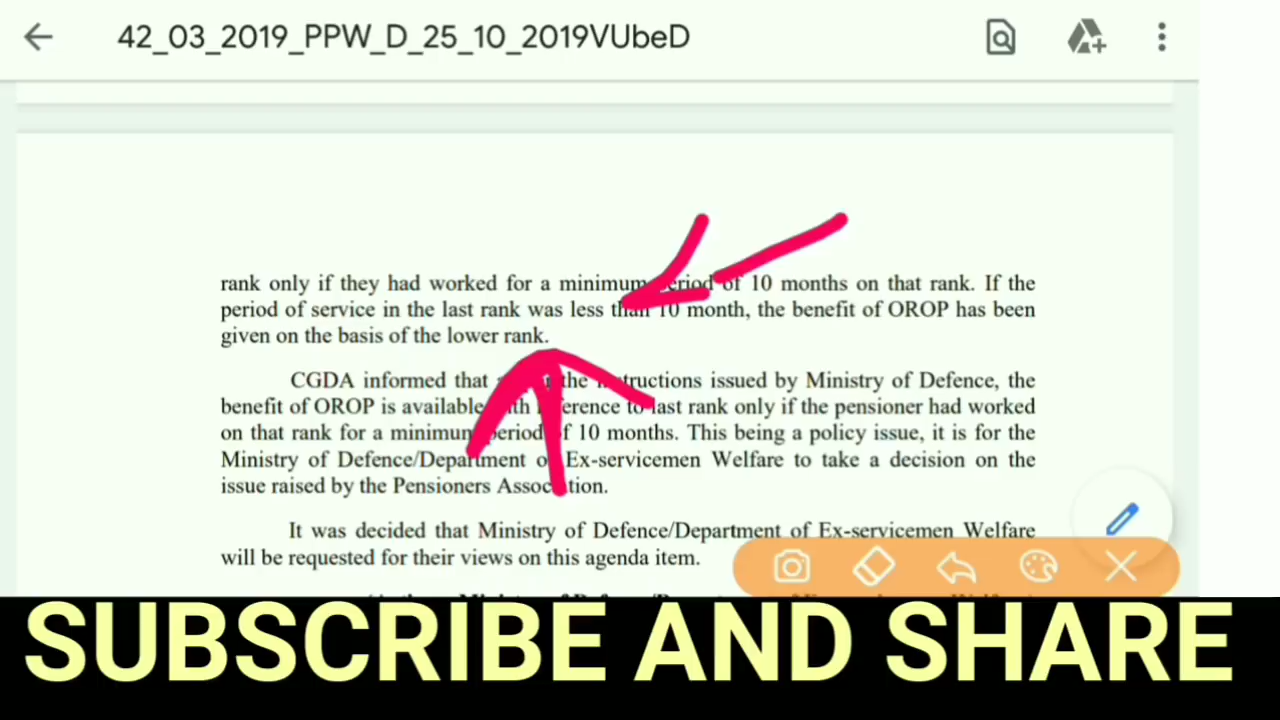 42_03_2019_PPW_D_25_10_2019VUbeD
rank only if they had worked for a minimum period of 10 months on that rank. If the
period of service in the last rank was less than 10 month, the benefit of OROP has been
given on the basis of the lower rank.
CGDA informed that the instructions issued by Ministry of Defence, the
benefit of OROP is available with reference to last rank only if the pensioner had worked
on that rank for a minimum period of 10 months. This being a policy issue, it is for the
Ministry of Defence/Department of Ex-servicemen Welfare to take a decision on the
issue raised by the Pensioners Association.
It was decided that Ministry of Defence/Department of Ex-servicemen Welfare
will be requested for their views on this agenda item.
SUBSCRIBE AND SHARE